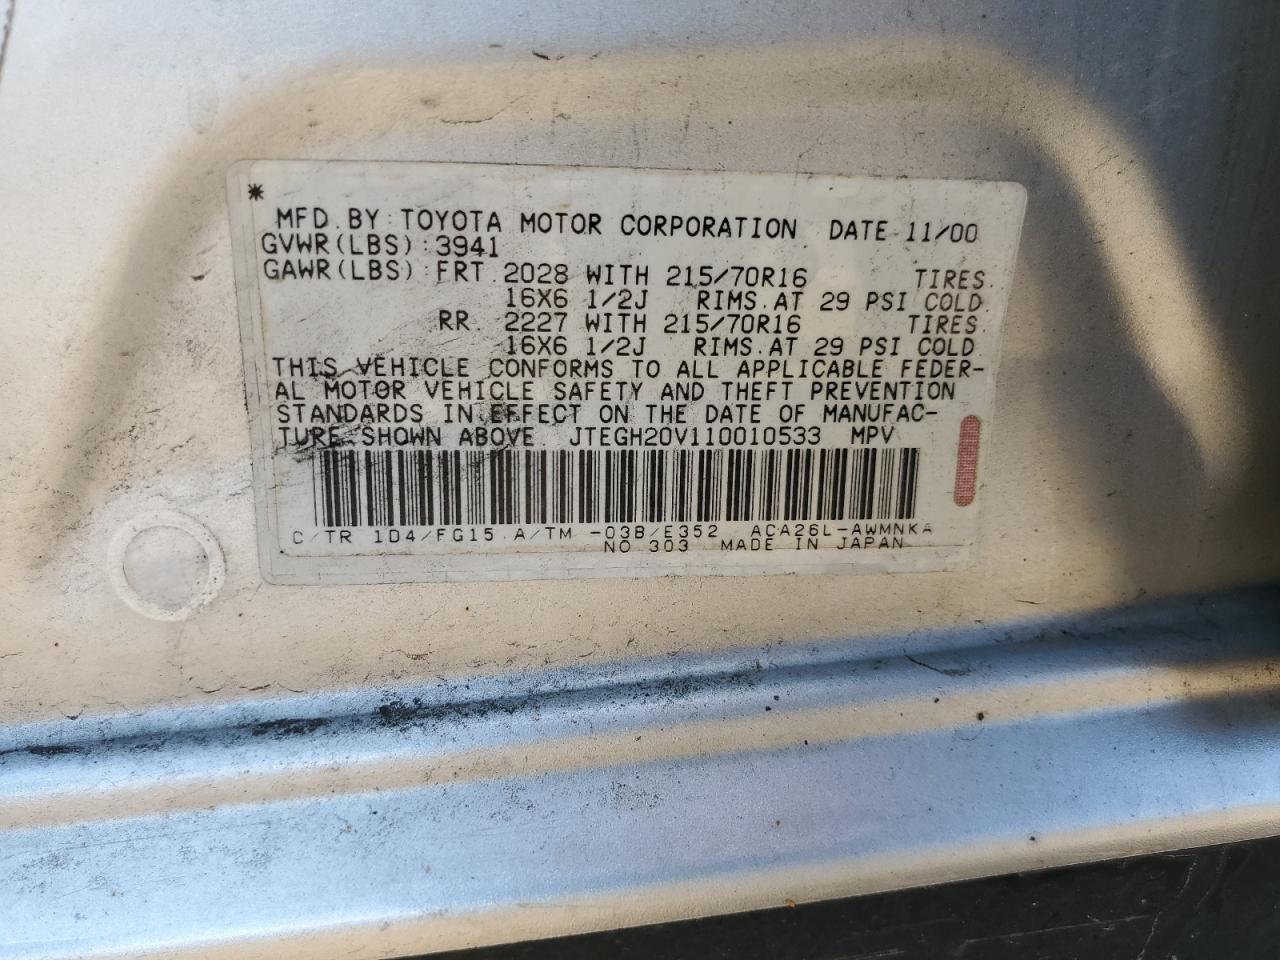 *
MFD. BY: TOYOTA MOTOR CORPORATION DATE 11/00
GVWR(LBS):3941
GAWR(LBS):FRT. 2028 WITH 215/70R16 TIRES.
16X6 1/2J RIMS.AT 29 PSI COLD.
RR. 2227 WITH 215/70R16 TIRES.
16X6 1/2J RIMS.AT 29 PSI COLD.
THIS VEHICLE CONFORMS TO ALL APPLICABLE FEDER-
AL MOTOR VEHICLE SAFETY AND THEFT PREVENTION
STANDARDS IN EFFECT ON THE DATE OF MANUFAC-
TURE SHOWN ABOVE. JTEGH20V110010533 MPV
C/TR 1D4/FG15 A/TM -03B/E352 ACA26L-AWMNKA
NO 303 MADE IN JAPAN